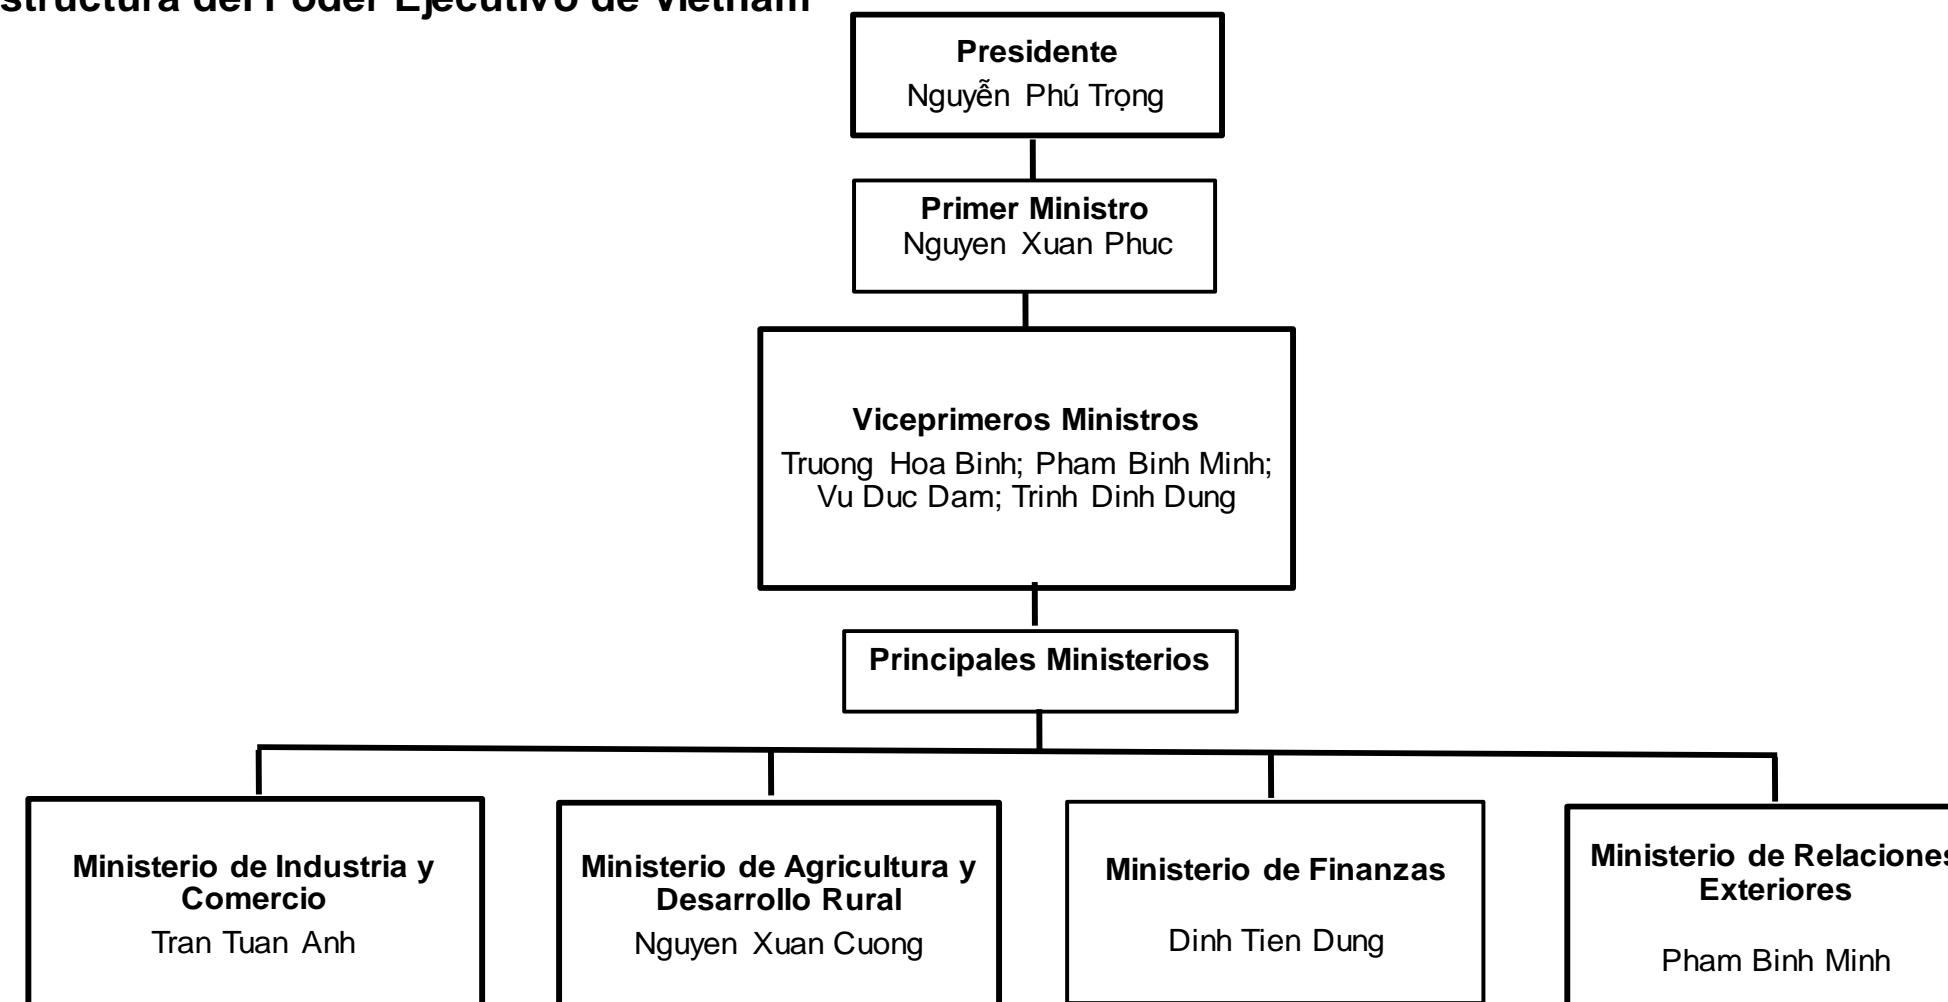 structura del Poder Ejecutivo de Vietnam
Presidente
Nguyễn Phú Trọng
Primer Ministro
Nguyen Xuan Phuc
Viceprimeros Ministros
Truong Hoa Binh; Pham Binh Minh;
Vu Duc Dam; Trinh Dinh Dung
Principales Ministerios
Ministerio de Industria y
Comercio
Tran Tuan Anh
Ministerio de Agricultura y
Desarrollo Rural
Nguyen Xuan Cuong
Ministerio de Finanzas
Dinh Tien Dung
Ministerio de Relaciones
Exteriores
Pham Binh Minh